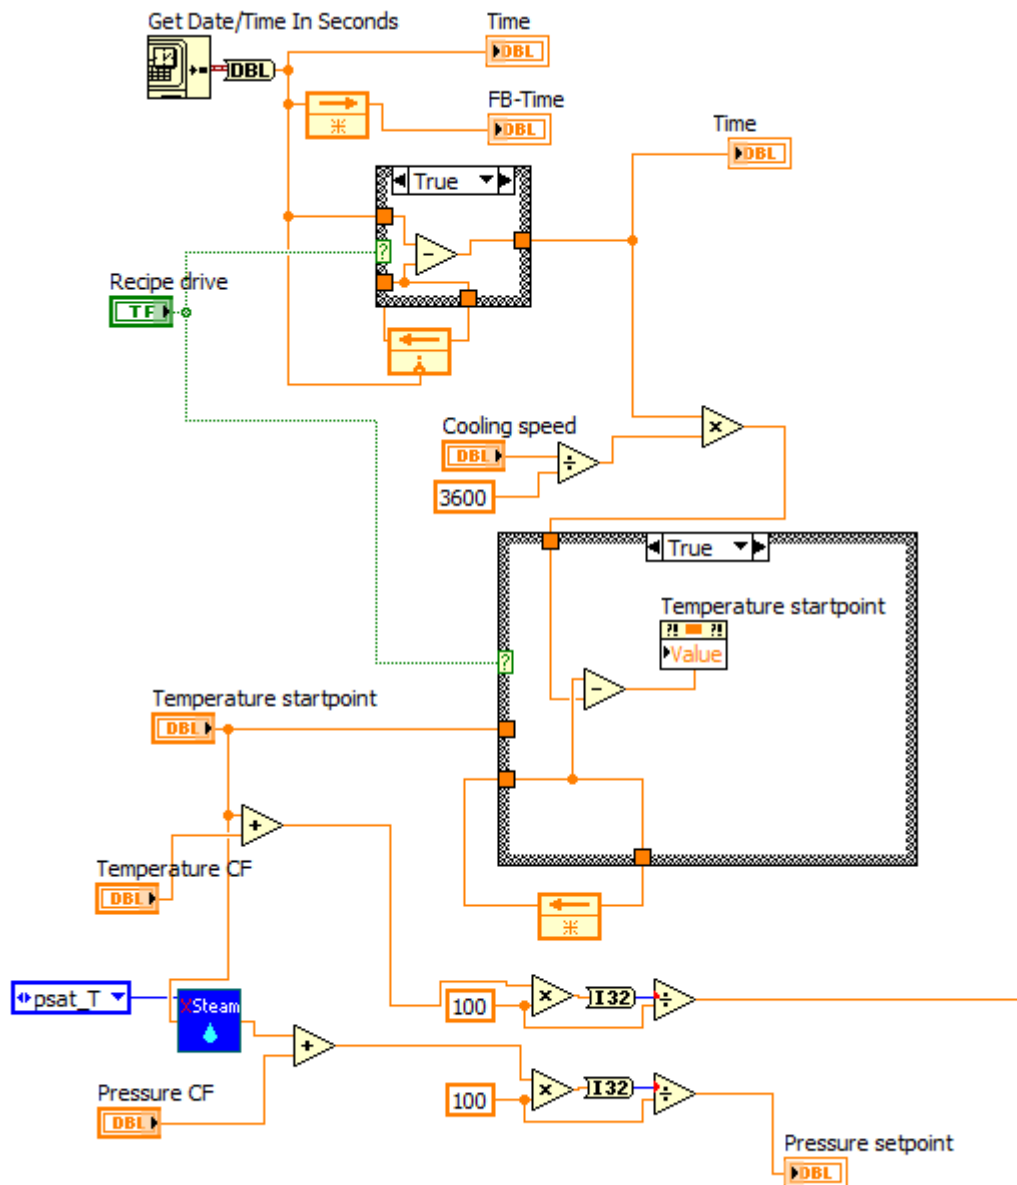 Get Date/Time In Seconds
Time
DBL
DBL
FB-Time
DBL
Time
DBL
True
?
Recipe drive
TF
Cooling speed
DBL
3600
True
Temperature startpoint
?! ?!
Value
?
Temperature startpoint
DBL
Temperature CF
DBL
psat_T
XSteam
100
I32
Pressure CF
DBL
100
I32
Pressure setpoint
DBL